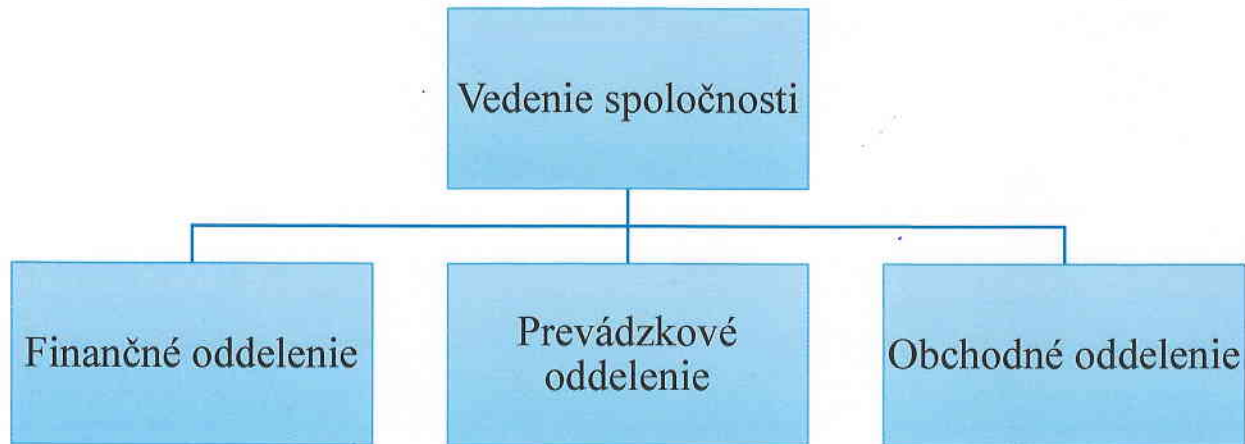 Vedenie spoločnosti
Finančné oddelenie
Prevádzkové
oddelenie
Obchodné oddelenie